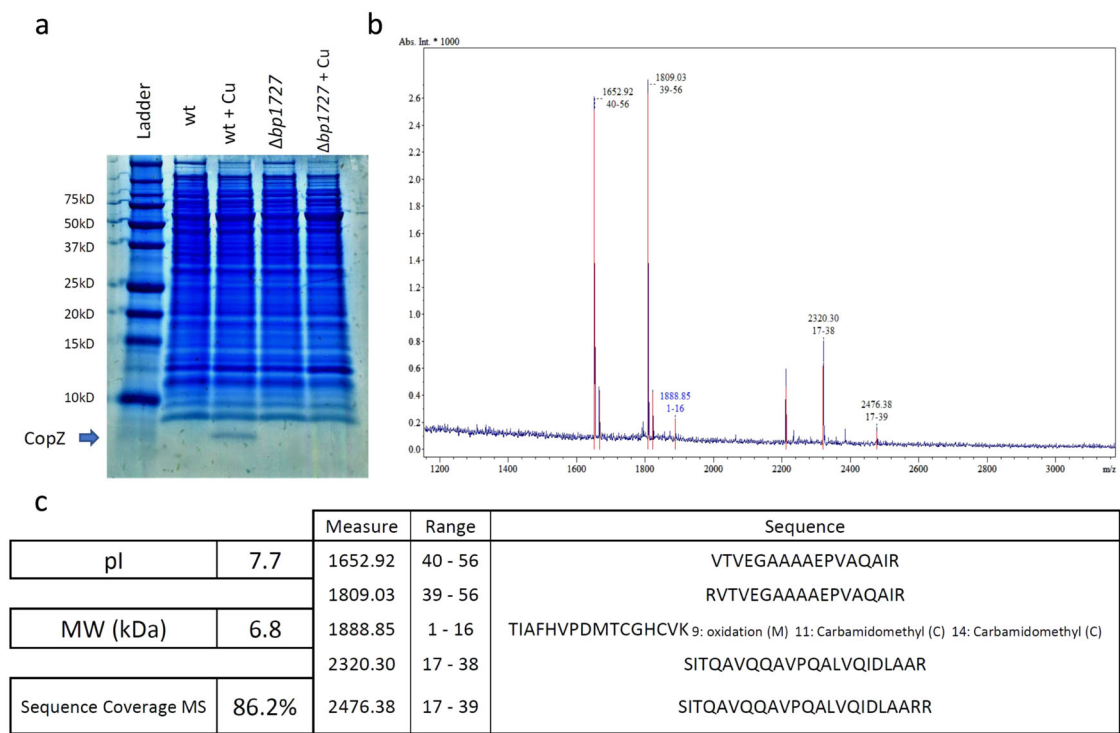 a
Ladder
wt
wt + Cu
Δbp1727
Δbp1727 + Cu
75kD
50kD
37kD
25kD
20kD
15kD
10kD
CopZ
b
Abs. Int. * 1000
2.6
2.4
2.2
2.0
1.8
1.6
1.4
1.2
1.0
0.8
0.6
0.4
0.2
0.0
1652.92
40-56
1809.03
39-56
1888.85
1-16
2320.30
17-38
2476.38
17-39
1200
1400
1600
1800
2000
2200
2400
2600
2800
3000
m/z
c
pI 7.7
MW (kDa) 6.8
Sequence Coverage MS 86.2%
Measure Range Sequence
1652.92 40 - 56 VTVEGAAAAEPVAQAIR
1809.03 39 - 56 RVTVEGAAAAEPVAQAIR
1888.85 1 - 16 TIAFHVPDMTCGHCVK 9: oxidation (M) 11: Carbamidomethyl (C) 14: Carbamidomethyl (C)
2320.30 17 - 38 SITQAVQQAVPQALVQIDLAAR
2476.38 17 - 39 SITQAVQQAVPQALVQIDLAARR